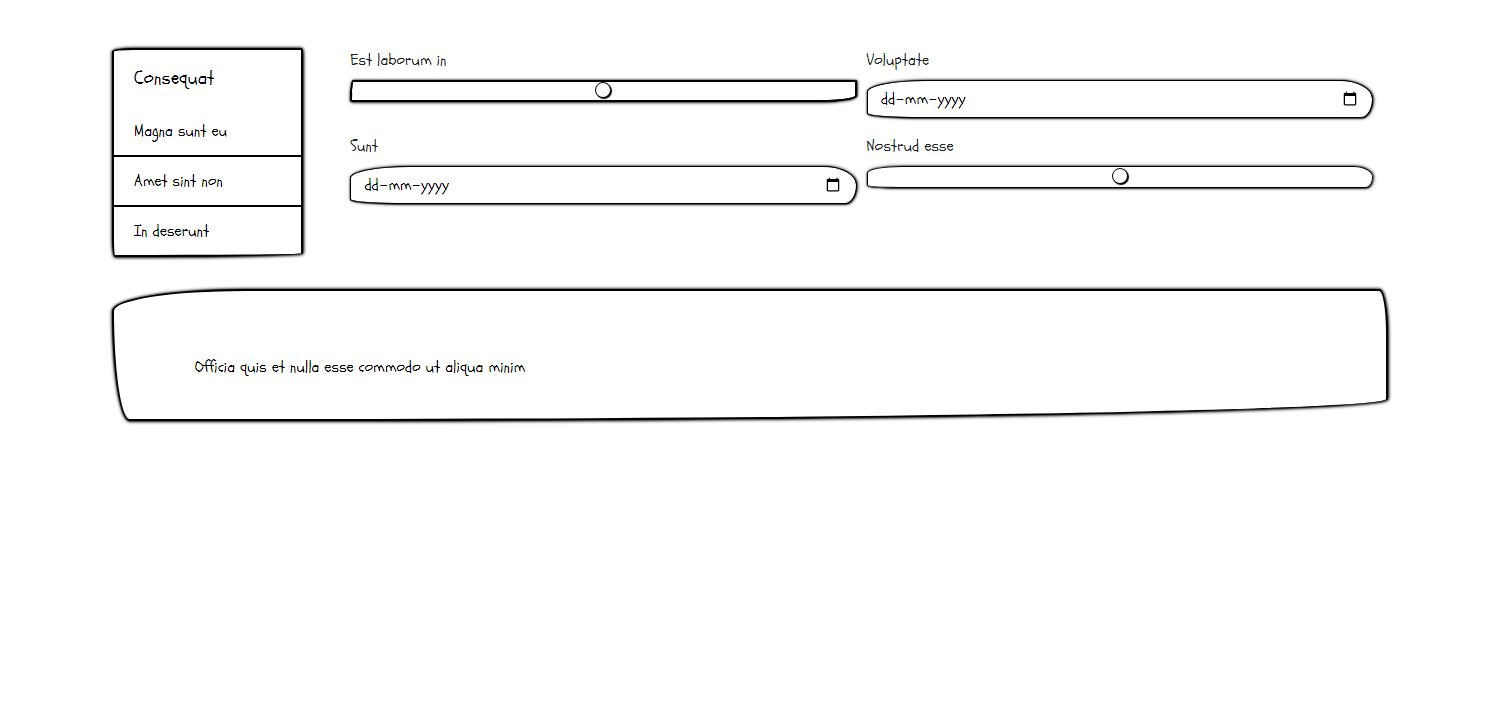 Consequat
Magna sunt eu
Amet sint non
In deserunt
Est laborum in
Voluptate
dd-mm-yyyy
Sunt
dd-mm-yyyy
Nostrud esse
Officia quis et nulla esse commodo ut aliqua minim